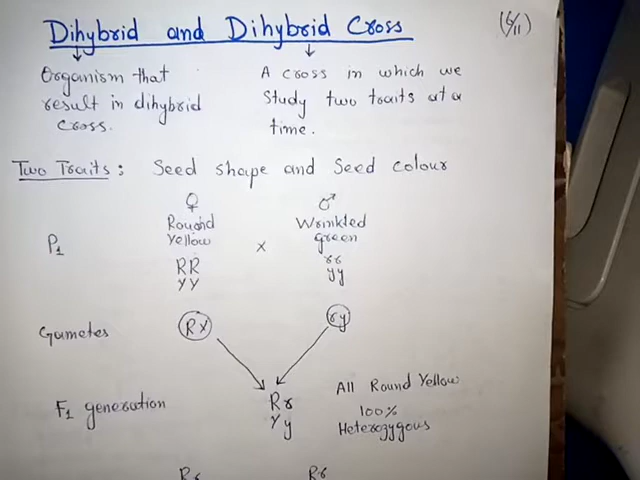 Dihybrid and Dihybrid Cross
(6/11)
Organism that
result in dihybrid
cross.
A cross in which we
study two traits at a
time.
Two Traits: Seed shape and Seed colour
♀ ♂
Round Wrinkled
Yellow green
P1 x
RR rr
YY yy
Gametes RY ry
F1 generation
Rr
Yy
All Round Yellow
100%
Heterozygous
Rr Rr